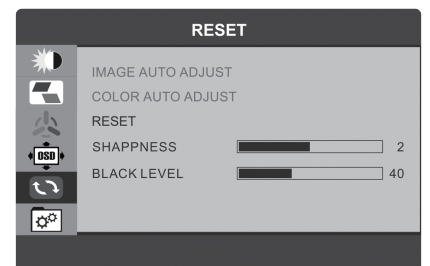 RESET
IMAGE AUTO ADJUST
COLOR AUTO ADJUST
RESET
SHAPPNESS 2
BLACK LEVEL 40
OSD